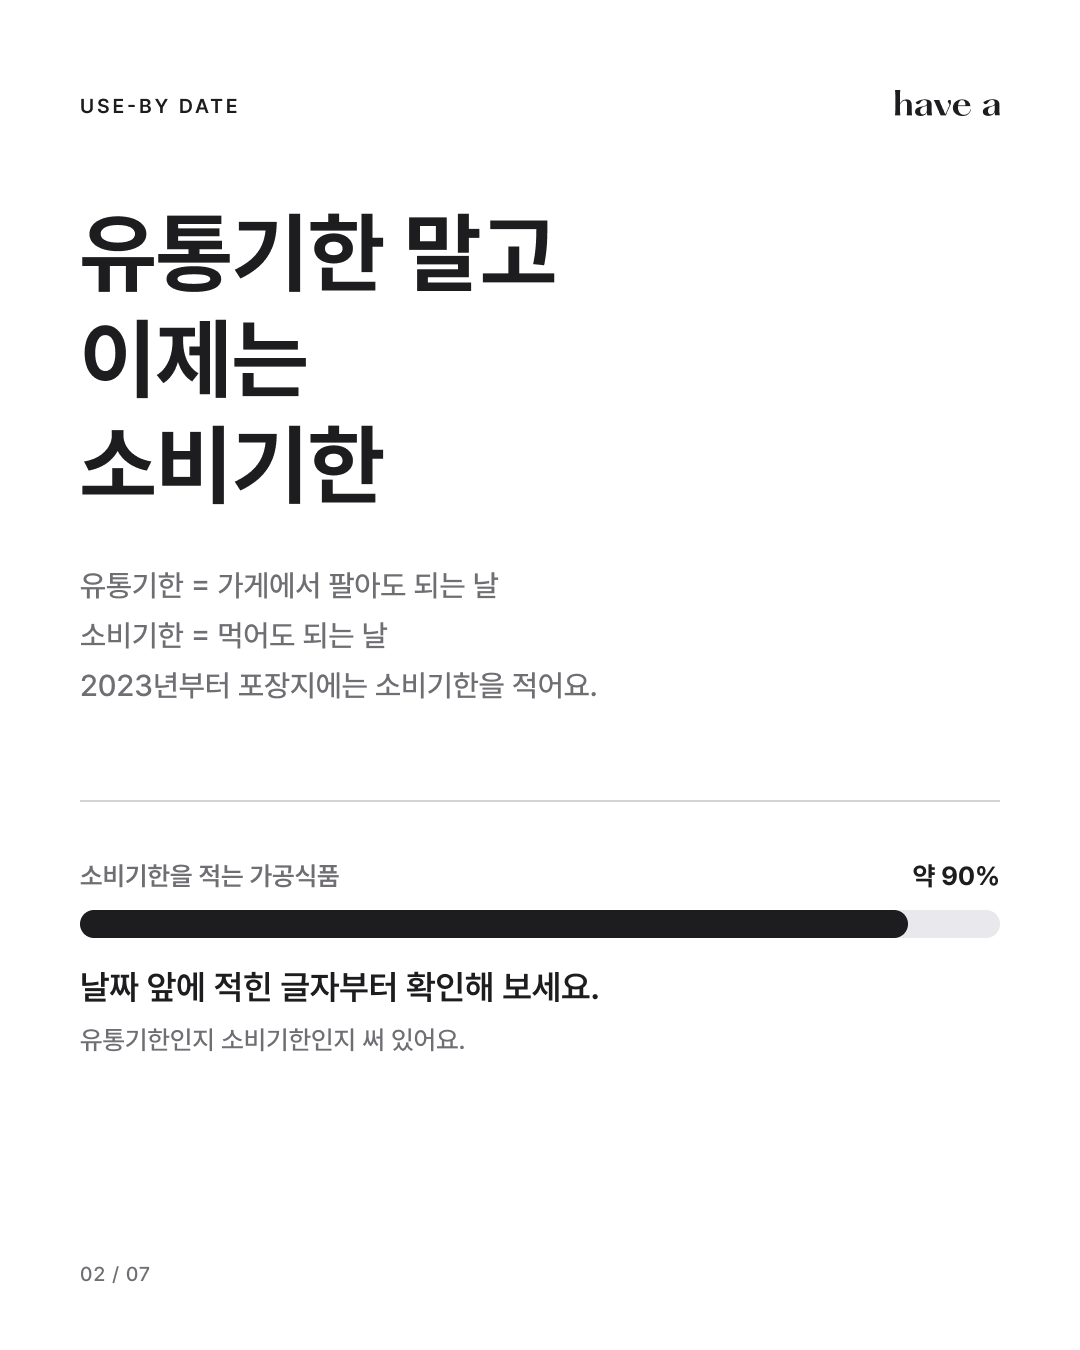 USE-BY DATE
have a
유통기한 말고
이제는
소비기한
유통기한 = 가게에서 팔아도 되는 날
소비기한 = 먹어도 되는 날
2023년부터 포장지에는 소비기한을 적어요.
소비기한을 적는 가공식품
약 90%
날짜 앞에 적힌 글자부터 확인해 보세요.
유통기한인지 소비기한인지 써 있어요.
02 / 07